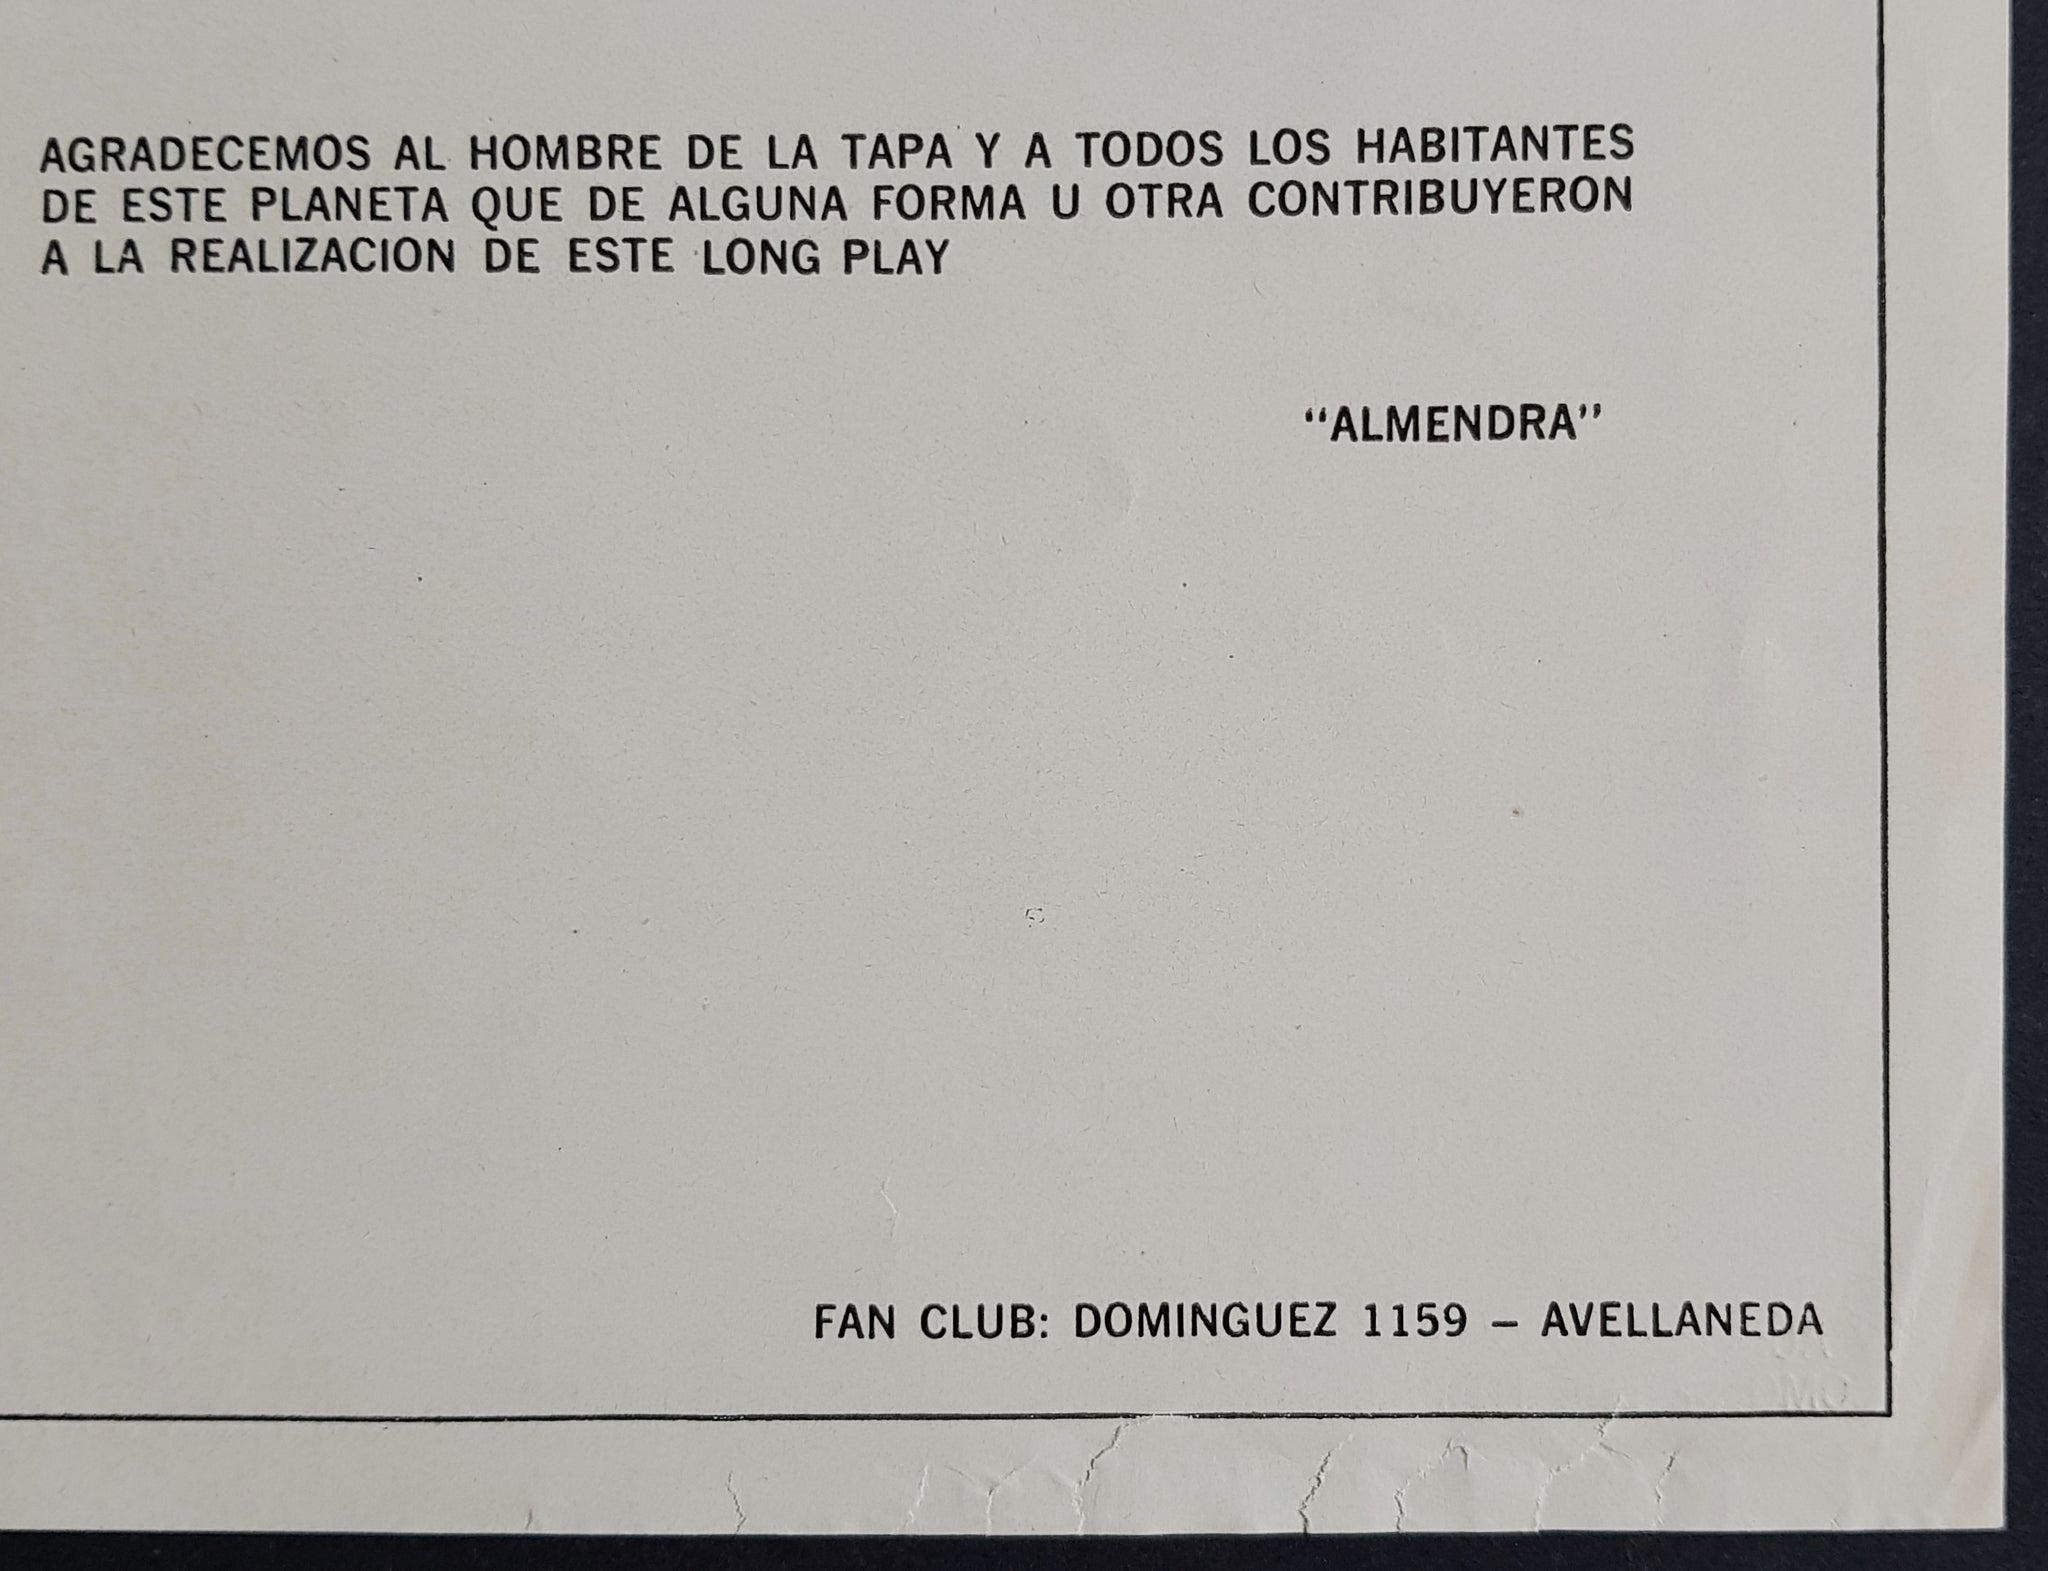 AGRADECEMOS AL HOMBRE DE LA TAPA Y A TODOS LOS HABITANTES
DE ESTE PLANETA QUE DE ALGUNA FORMA U OTRA CONTRIBUYERON
A LA REALIZACION DE ESTE LONG PLAY
“ALMENDRA”
FAN CLUB: DOMINGUEZ 1159 – AVELLANEDA